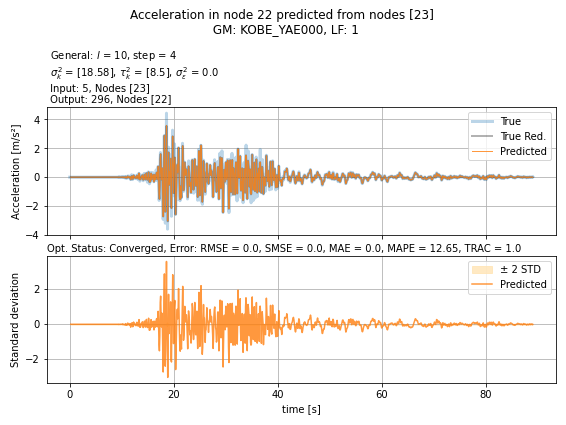 Acceleration in node 22 predicted from nodes [23]
GM: KOBE_YAE000, LF: 1
General: l = 10, step = 4
σ²ₖ = [18.58], τ²ₖ = [8.5], σ²ε = 0.0
Input: 5, Nodes [23]
Output: 296, Nodes [22]
Acceleration [m/s²]
4
2
0
−2
−4
True
True Red.
Predicted
Opt. Status: Converged, Error: RMSE = 0.0, SMSE = 0.0, MAE = 0.0, MAPE = 12.65, TRAC = 1.0
Standard deviation
2
0
−2
± 2 STD
Predicted
0 20 40 60 80
time [s]